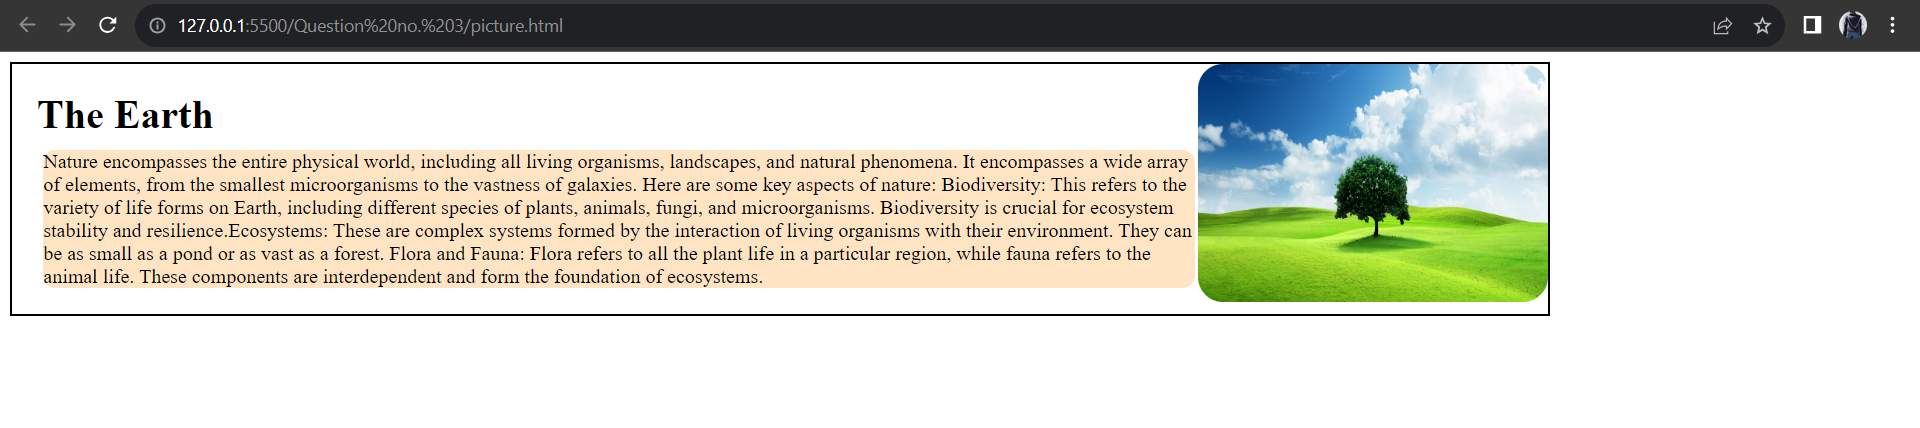 127.0.0.1:5500/Question%20no.%203/picture.html
The Earth
Nature encompasses the entire physical world, including all living organisms, landscapes, and natural phenomena. It encompasses a wide array
of elements, from the smallest microorganisms to the vastness of galaxies. Here are some key aspects of nature: Biodiversity: This refers to the
variety of life forms on Earth, including different species of plants, animals, fungi, and microorganisms. Biodiversity is crucial for ecosystem
stability and resilience.Ecosystems: These are complex systems formed by the interaction of living organisms with their environment. They can
be as small as a pond or as vast as a forest. Flora and Fauna: Flora refers to all the plant life in a particular region, while fauna refers to the
animal life. These components are interdependent and form the foundation of ecosystems.